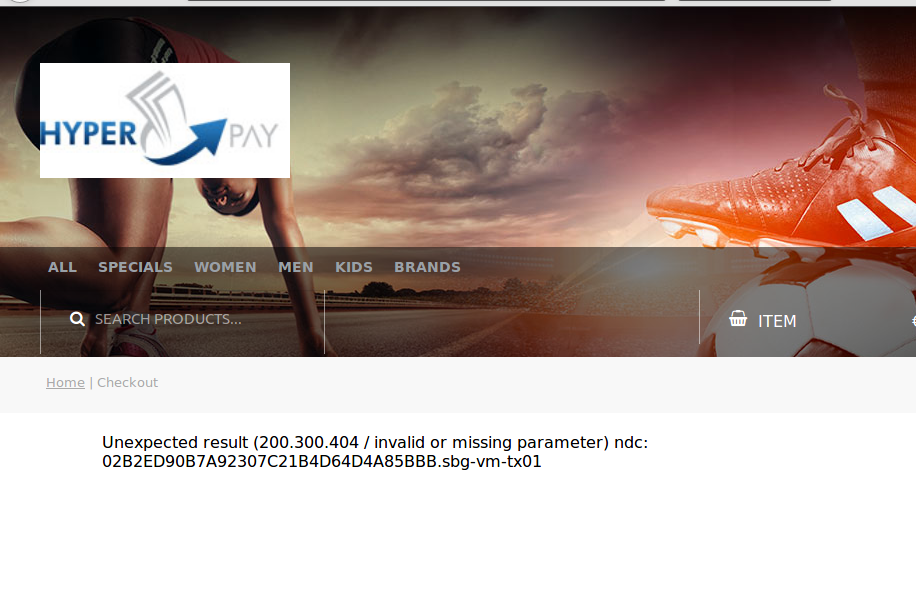 HYPER PAY
ALL SPECIALS WOMEN MEN KIDS BRANDS
SEARCH PRODUCTS...
ITEM
Home | Checkout
Unexpected result (200.300.404 / invalid or missing parameter) ndc:
02B2ED90B7A92307C21B4D64D4A85BBB.sbg-vm-tx01